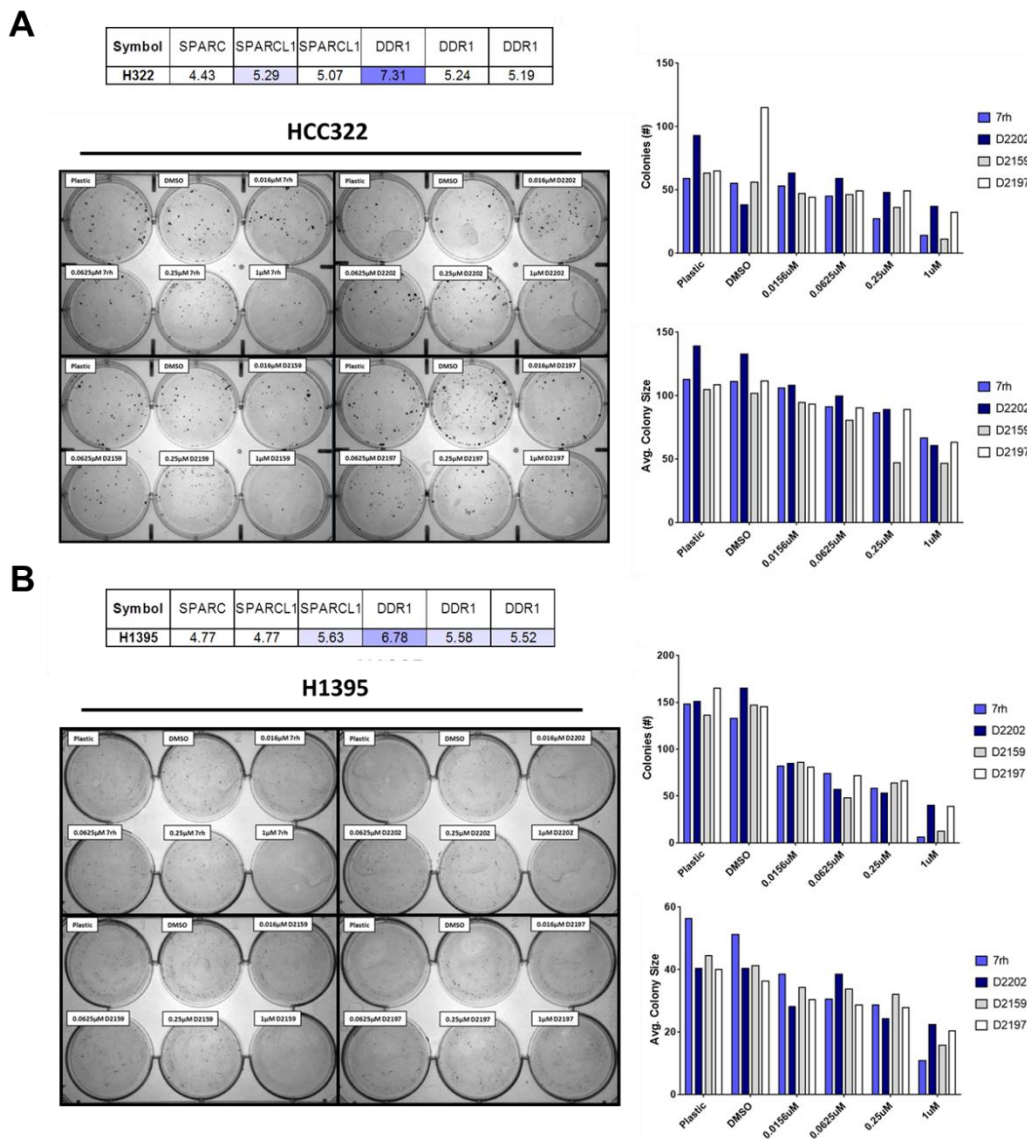 A
Symbol SPARC SPARCL1 SPARCL1 DDR1 DDR1 DDR1
H322 4.43 5.29 5.07 7.31 5.24 5.19
HCC322
Plastic DMSO 0.016µM 7rh Plastic DMSO 0.016µM D2202
0.0625µM 7rh 0.25µM 7rh 1µM 7rh 0.0625µM D2202 0.25µM D2202 1µM D2202
Plastic DMSO 0.016µM D2159 Plastic DMSO 0.016µM D2197
0.0625µM D2159 0.25µM D2159 1µM D2159 0.0625µM D2197 0.25µM D2197 1µM D2197
Colonies (#)
150
100
50
0
Plastic DMSO 0.0156uM 0.0625uM 0.25uM 1uM
7rh
D2202
D2159
D2197
Avg. Colony Size
150
100
50
0
Plastic DMSO 0.0156uM 0.0625uM 0.25uM 1uM
7rh
D2202
D2159
D2197
B
Symbol SPARC SPARCL1 SPARCL1 DDR1 DDR1 DDR1
H1395 4.77 4.77 5.63 6.78 5.58 5.52
H1395
Plastic DMSO 0.016µM 7rh Plastic DMSO 0.016µM D2202
0.0625µM 7rh 0.25µM 7rh 1µM 7rh 0.0625µM D2202 0.25µM D2202 1µM D2202
Plastic DMSO 0.016µM D2159 Plastic DMSO 0.016µM D2197
0.0625µM D2159 0.25µM D2159 1µM D2159 0.0625µM D2197 0.25µM D2197 1µM D2197
Colonies (#)
200
150
100
50
0
Plastic DMSO 0.0156uM 0.0625uM 0.25uM 1uM
7rh
D2202
D2159
D2197
Avg. Colony Size
60
40
20
0
Plastic DMSO 0.0156uM 0.0625uM 0.25uM 1uM
7rh
D2202
D2159
D2197